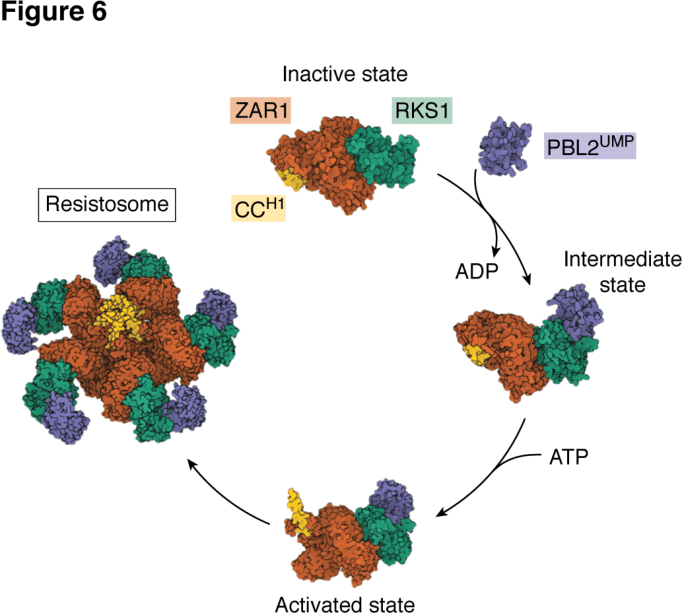 Figure 6
Inactive state
ZAR1
RKS1
PBL2ᵁᴹᴾ
CCᴴ¹
Resistosome
ADP
Intermediate
state
ATP
Activated state